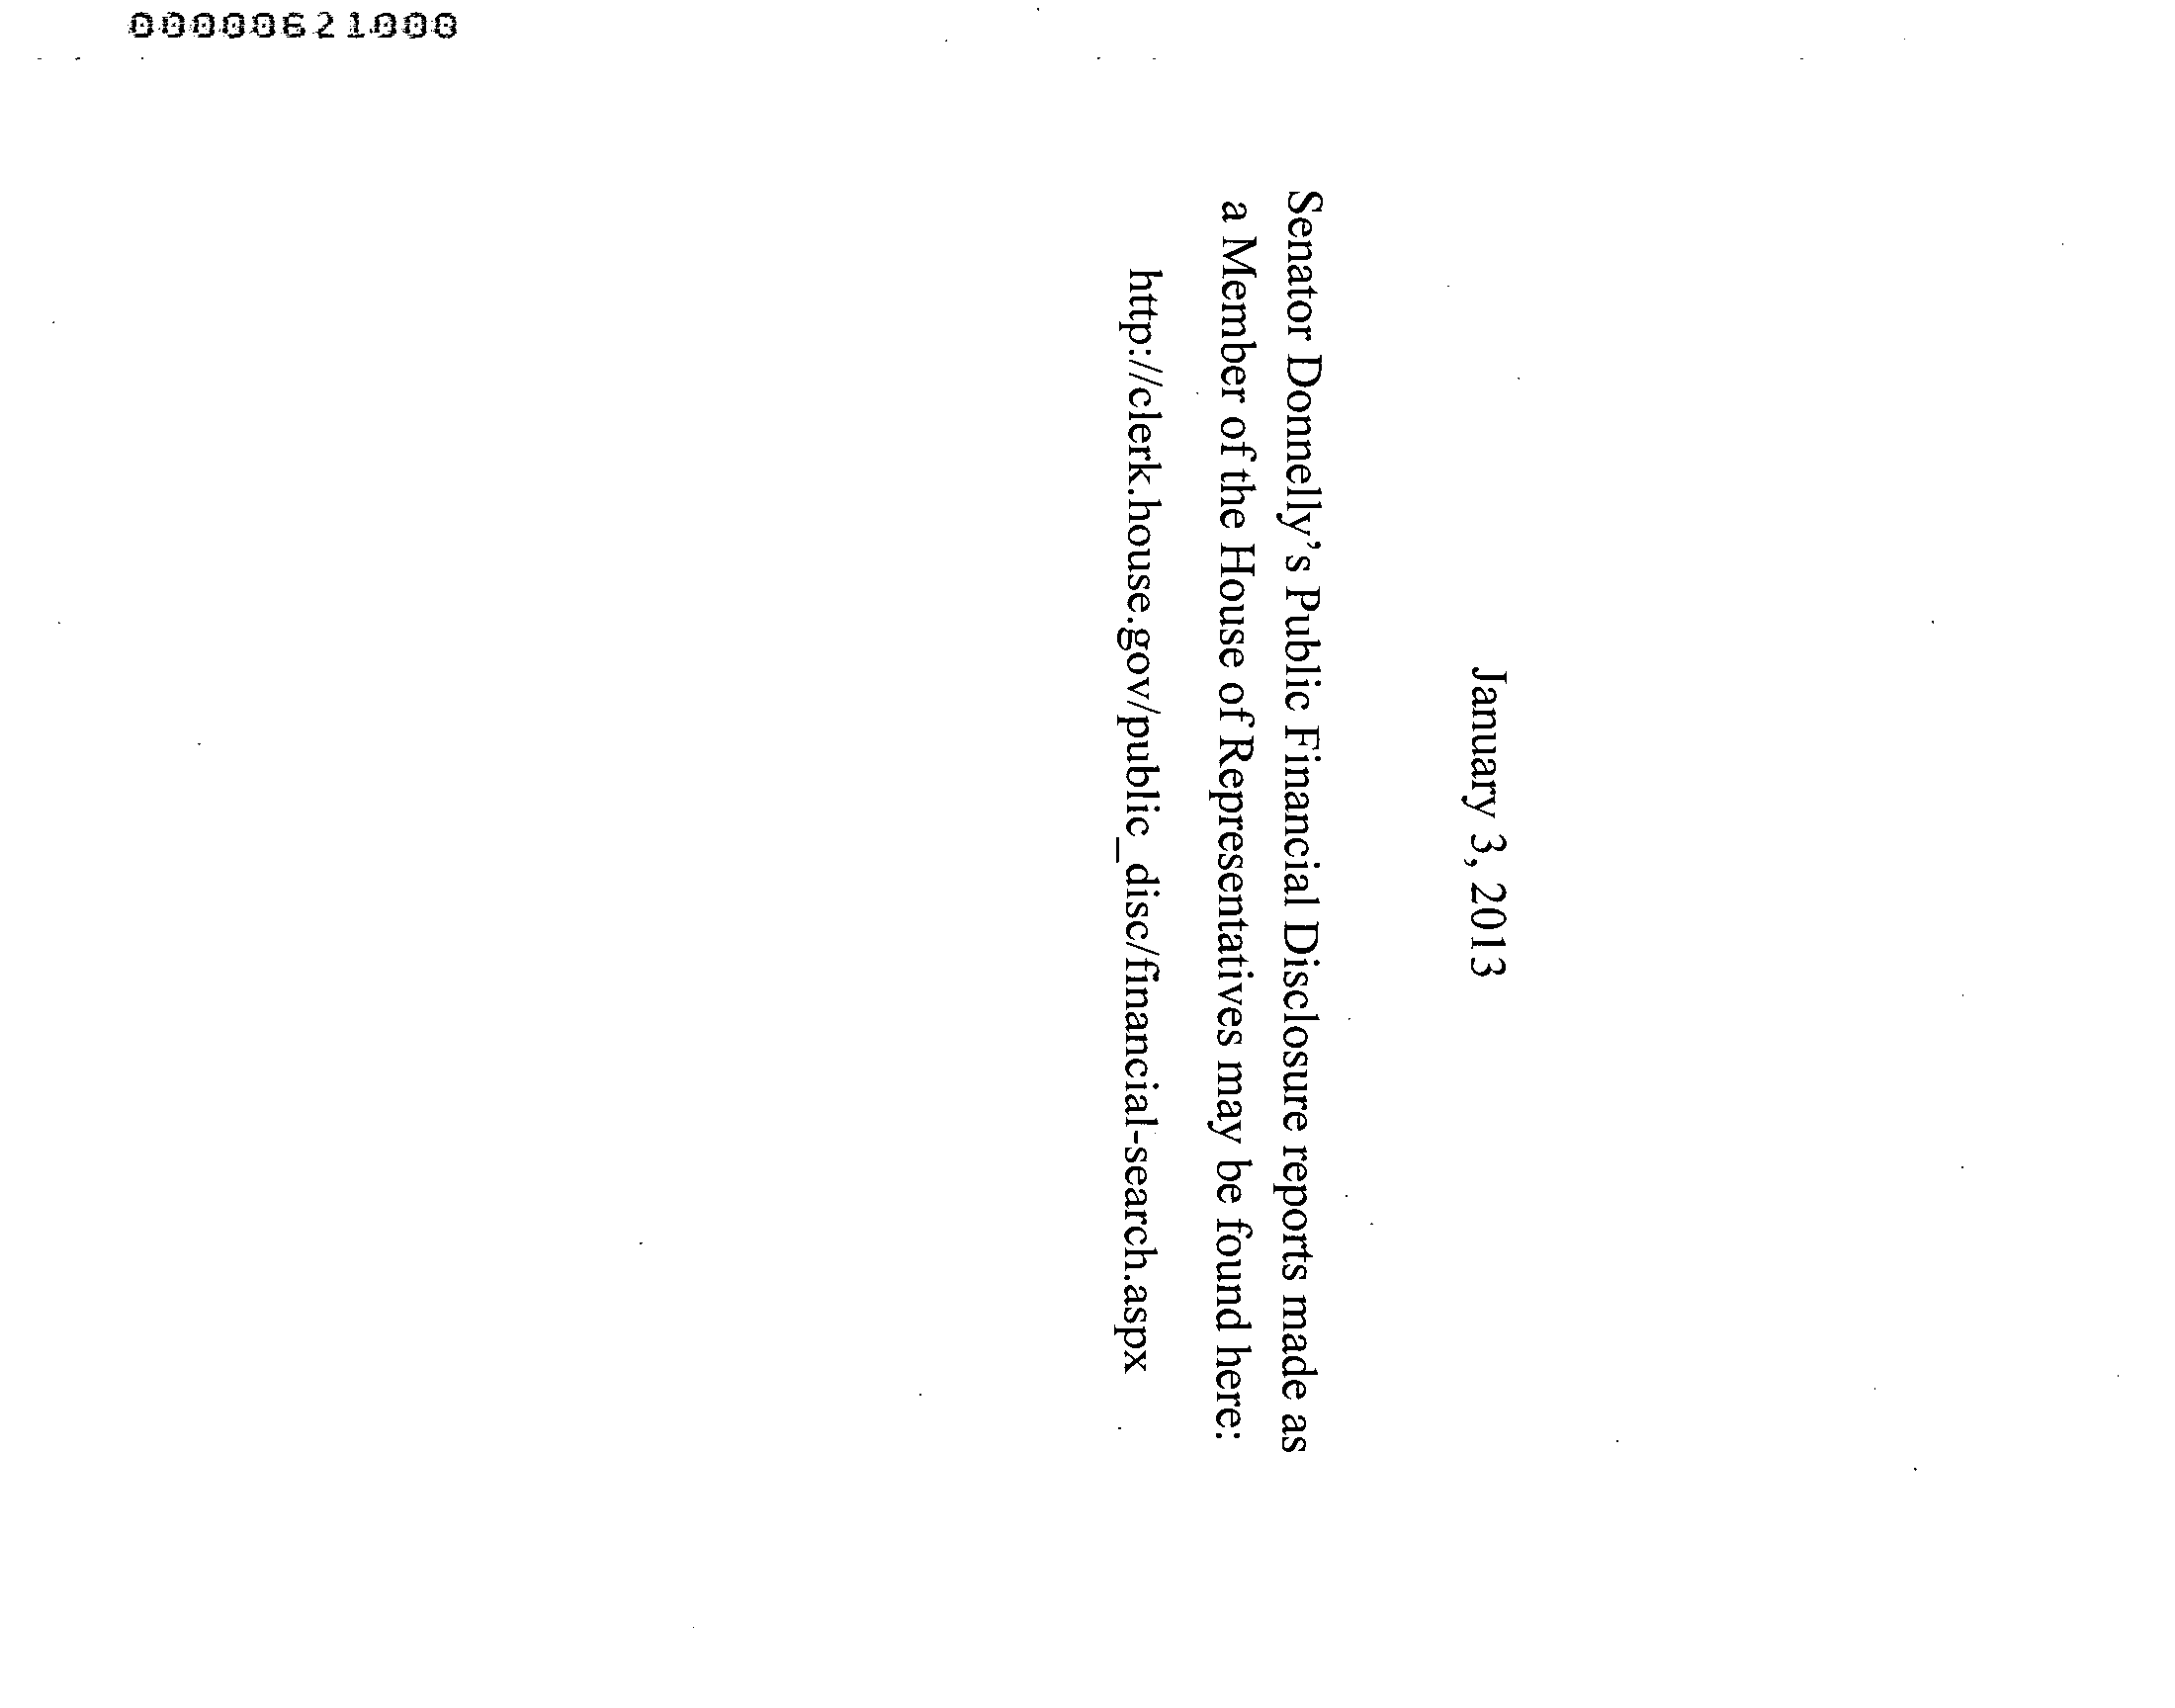 00000621000
January 3, 2013
Senator Donnelly's Public Financial Disclosure reports made as
a Member of the House of Representatives may be found here:
http://clerk.house.gov/public_disc/financial-search.aspx